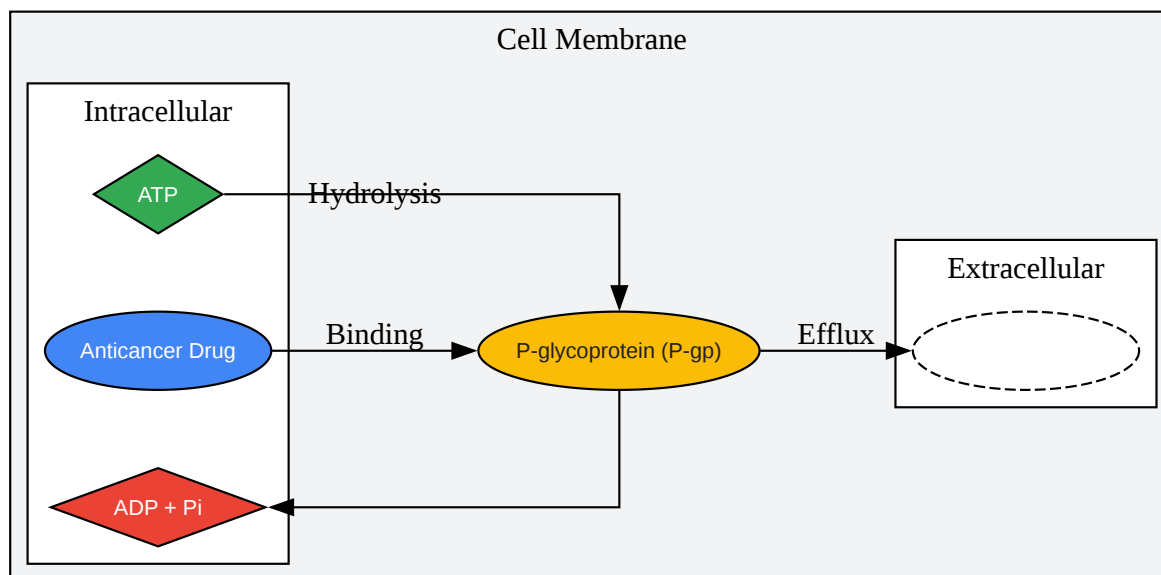 Cell Membrane
Intracellular
ATP
Hydrolysis
Extracellular
Anticancer Drug
Binding
P-glycoprotein (P-gp)
Efflux
ADP + Pi